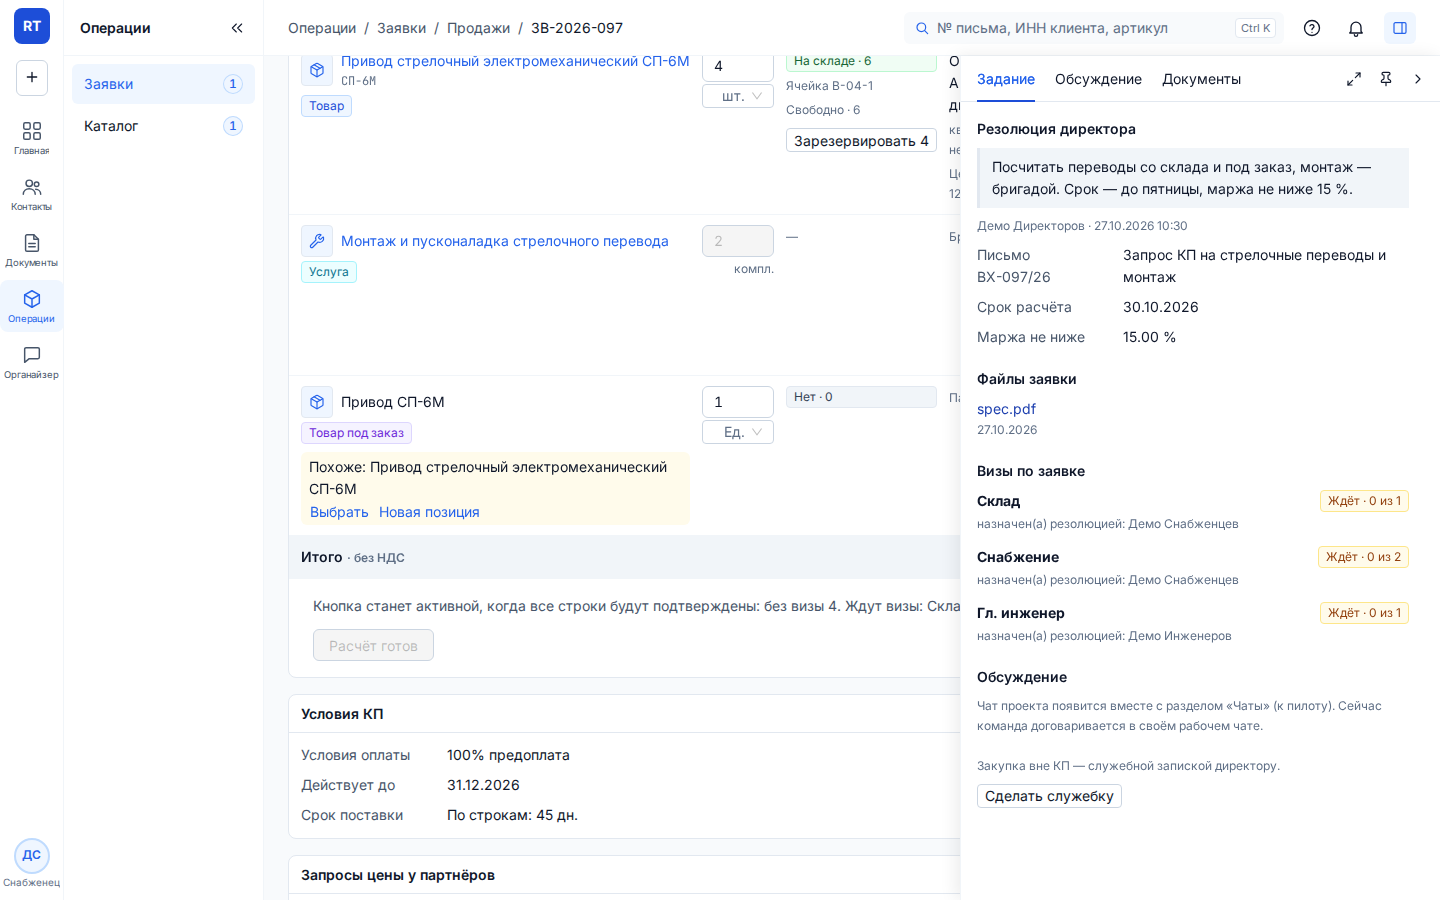 RT
Главная
Контакты
Документы
Операции
Органайзер
ДС
Снабженец
Операции
Заявки 1
Каталог 1
Операции / Заявки / Продажи / ЗВ-2026-097
№ письма, ИНН клиента, артикул
Ctrl K
Привод стрелочный электромеханический СП-6М
СП-6М
Товар
4
шт.
На складе · 6
Ячейка В-04-1
Свободно · 6
Зарезервировать 4
Монтаж и пусконаладка стрелочного перевода
Услуга
2
компл.
—
Привод СП-6М
Товар под заказ
1
Ед.
Нет · 0
Похоже: Привод стрелочный электромеханический
СП-6М
Выбрать Новая позиция
Итого · без НДС
Кнопка станет активной, когда все строки будут подтверждены: без визы 4. Ждут визы: Скла
Расчёт готов
Условия КП
Условия оплаты 100% предоплата
Действует до 31.12.2026
Срок поставки По строкам: 45 дн.
Запросы цены у партнёров
Задание Обсуждение Документы
Резолюция директора
Посчитать переводы со склада и под заказ, монтаж —
бригадой. Срок — до пятницы, маржа не ниже 15 %.
Демо Директоров · 27.10.2026 10:30
Письмо
ВХ-097/26
Запрос КП на стрелочные переводы и
монтаж
Срок расчёта 30.10.2026
Маржа не ниже 15.00 %
Файлы заявки
spec.pdf
27.10.2026
Визы по заявке
Склад Ждёт · 0 из 1
назначен(а) резолюцией: Демо Снабженцев
Снабжение Ждёт · 0 из 2
назначен(а) резолюцией: Демо Снабженцев
Гл. инженер Ждёт · 0 из 1
назначен(а) резолюцией: Демо Инженеров
Обсуждение
Чат проекта появится вместе с разделом «Чаты» (к пилоту). Сейчас
команда договаривается в своём рабочем чате.
Закупка вне КП — служебной запиской директору.
Сделать служебку